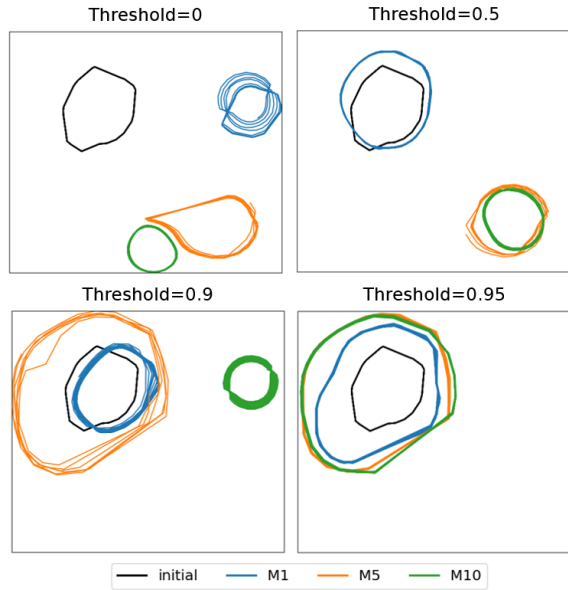 Threshold=0
Threshold=0.5
Threshold=0.9
Threshold=0.95
initial M1 M5 M10